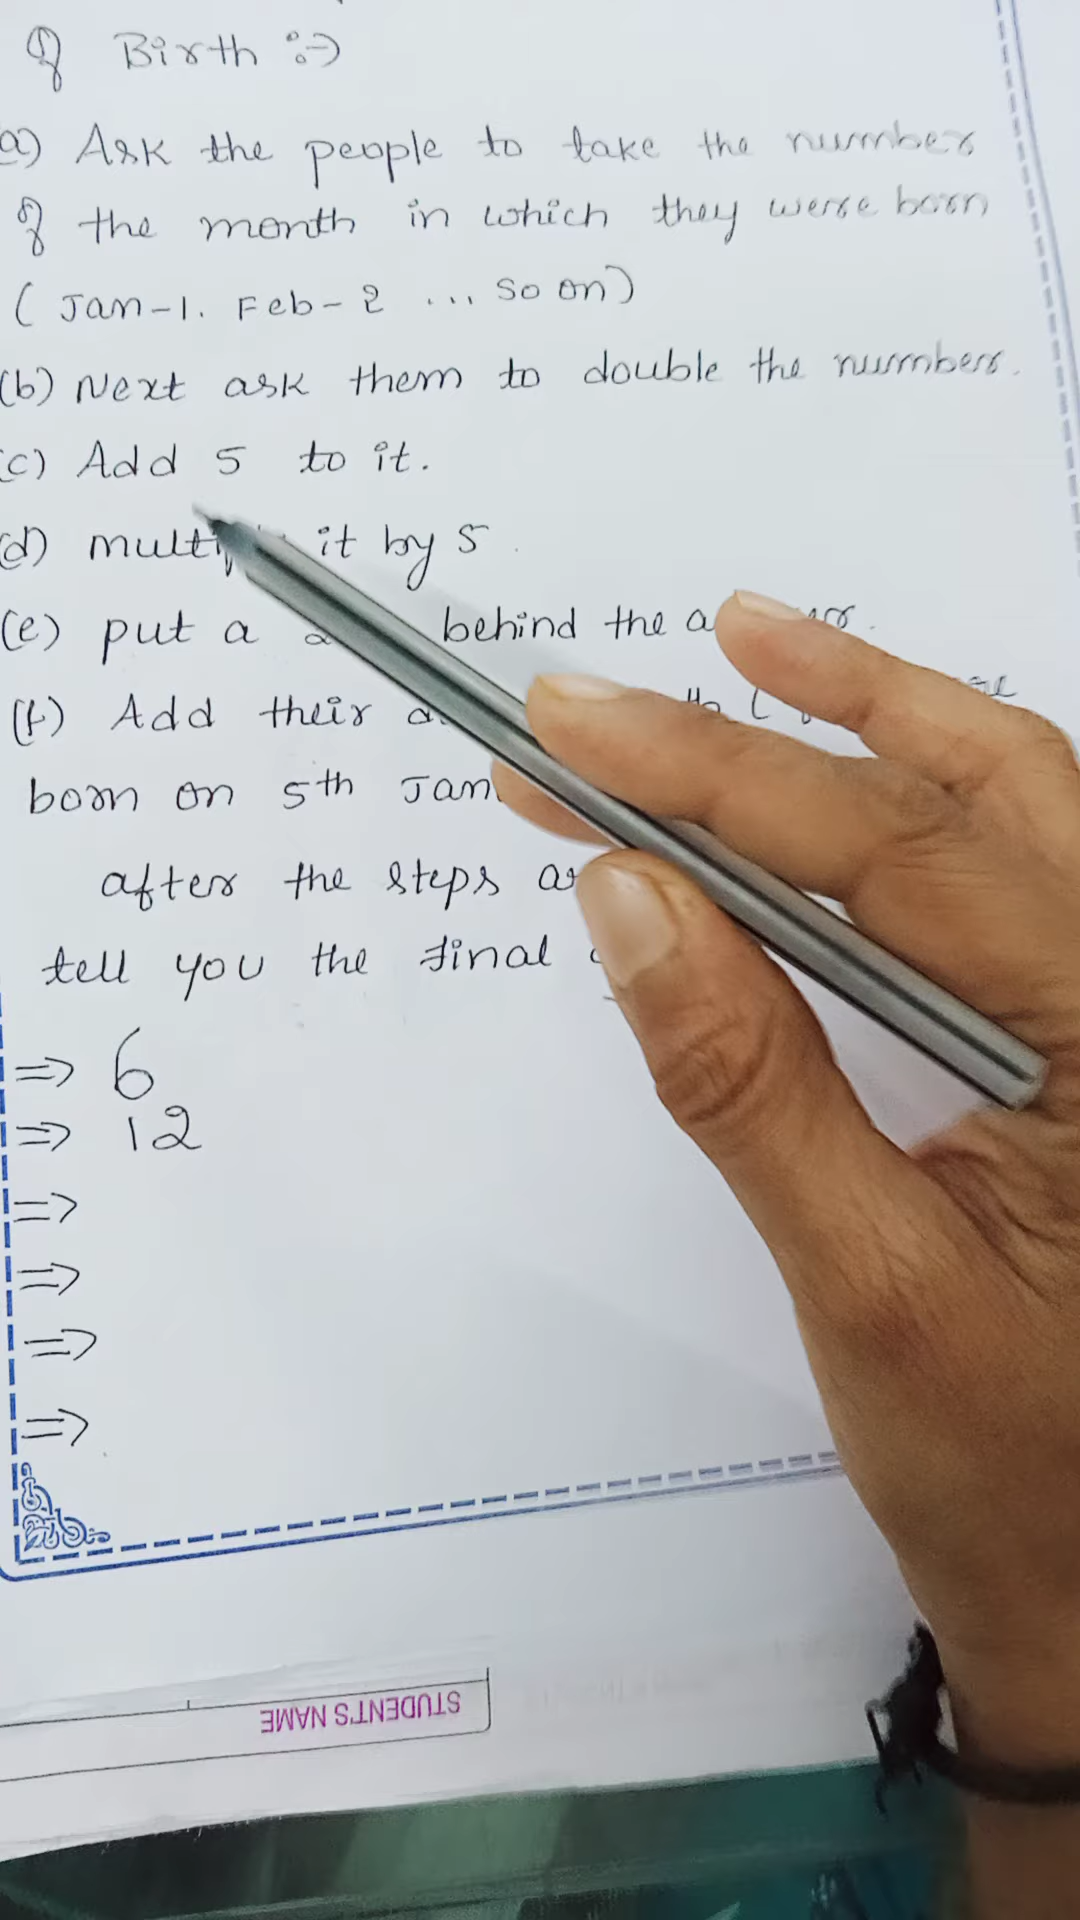 of Birth :-)
a) Ask the people to take the number
of the month in which they were born
( Jan-1. Feb-2 ... so on)
(b) Next ask them to double the numbers.
(c) Add 5 to it.
(d) it by 5
(e) put a behind the
(f) Add their
born on 5th Jan
after the steps
tell you the final
=> 6
=> 12
=>
=>
=>
=>
STUDENT'S NAME